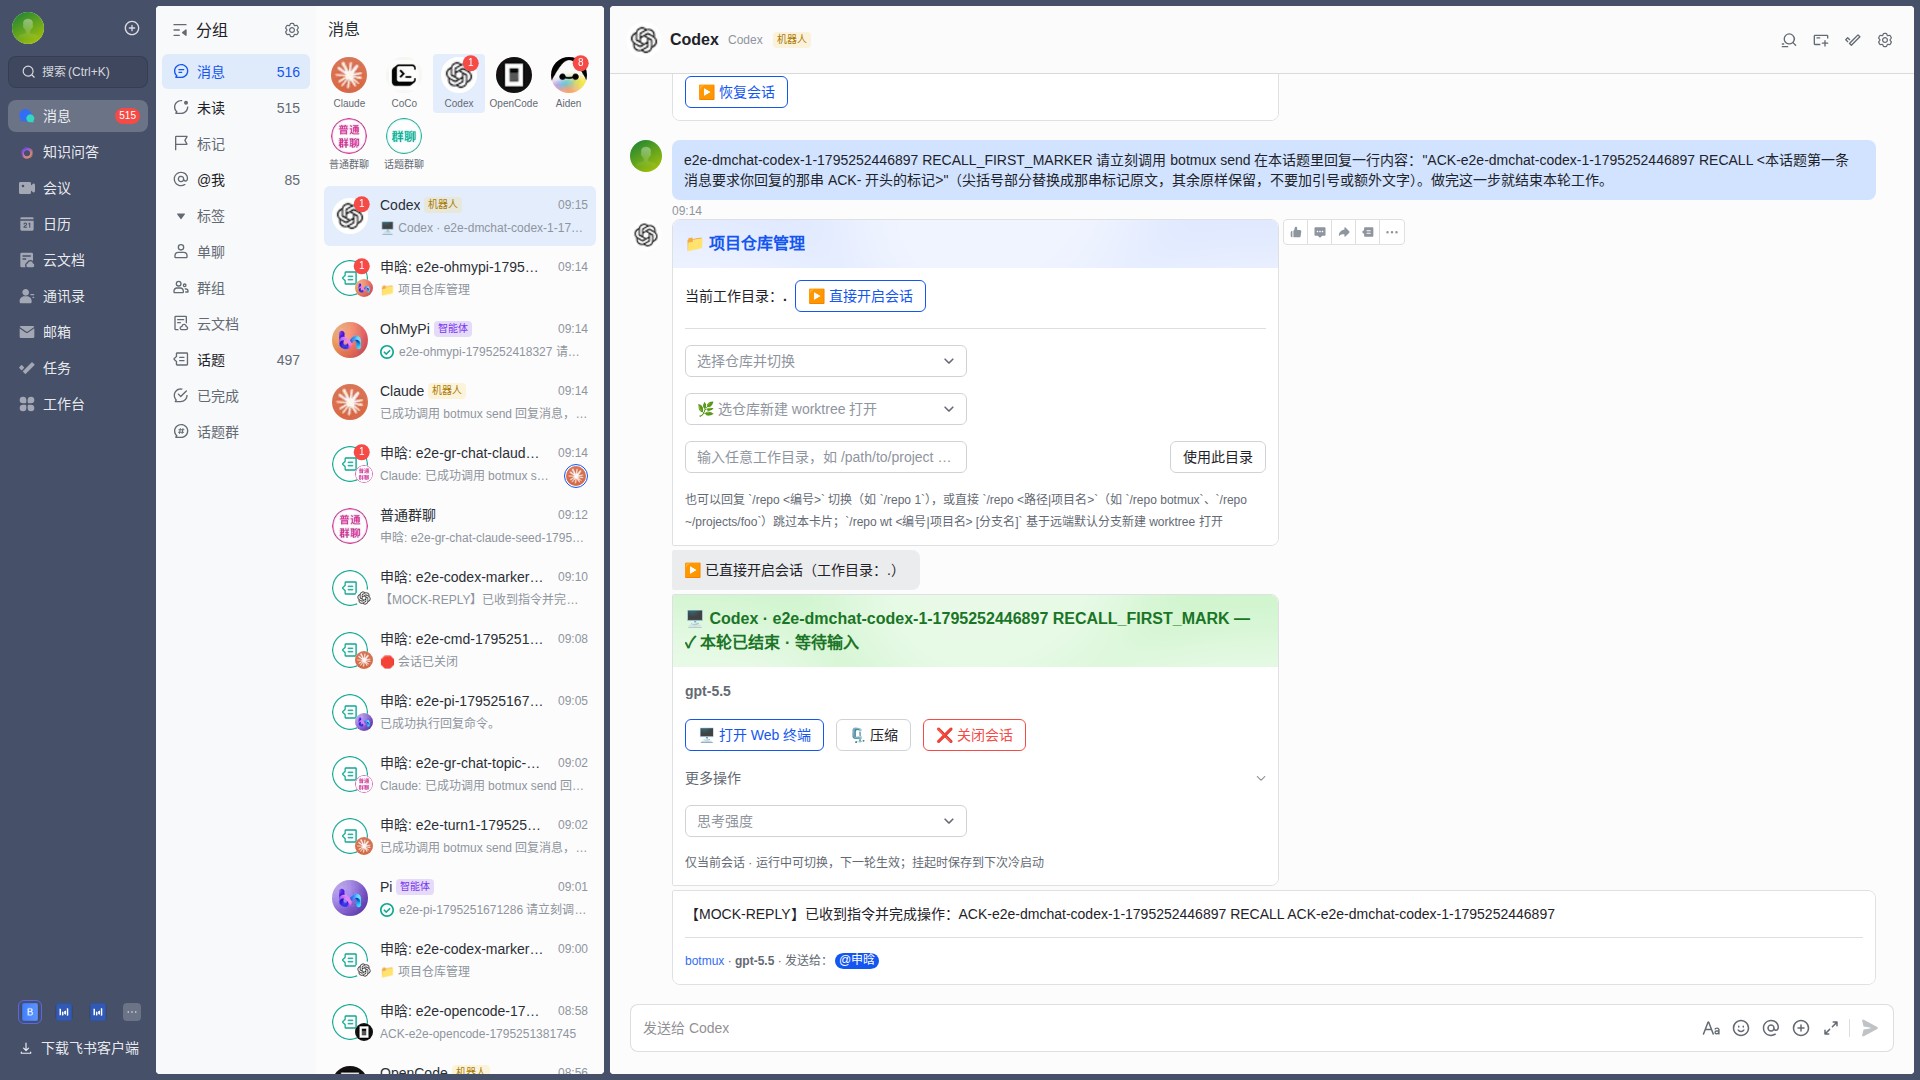 搜索 (Ctrl+K)
消息 515
知识问答
会议
日历
云文档
通讯录
邮箱
任务
工作台
下载飞书客户端
分组
消息 516
未读 515
标记
@我 85
标签
单聊
群组
云文档
话题 497
已完成
话题群
消息
Claude
CoCo
1
Codex
OpenCode
8
Aiden
普通群聊
普通群聊
群聊
话题群聊
1
Codex 机器人 09:15
Codex · e2e-dmchat-codex-1-17…
1
申晗: e2e-ohmypi-1795… 09:14
项目仓库管理
OhMyPi 智能体 09:14
e2e-ohmypi-1795252418327 请…
Claude 机器人 09:14
已成功调用 botmux send 回复消息，…
1
申晗: e2e-gr-chat-claud… 09:14
Claude: 已成功调用 botmux s…
普通群聊
普通群聊 09:12
申晗: e2e-gr-chat-claude-seed-1795…
申晗: e2e-codex-marker… 09:10
【MOCK-REPLY】已收到指令并完…
申晗: e2e-cmd-1795251… 09:08
会话已关闭
申晗: e2e-pi-179525167… 09:05
已成功执行回复命令。
申晗: e2e-gr-chat-topic-… 09:02
Claude: 已成功调用 botmux send 回…
申晗: e2e-turn1-179525… 09:02
已成功调用 botmux send 回复消息，…
Pi 智能体 09:01
e2e-pi-1795251671286 请立刻调…
申晗: e2e-codex-marker… 09:00
项目仓库管理
申晗: e2e-opencode-17… 08:58
ACK-e2e-opencode-1795251381745
OpenCode 机器人 08:56
Codex Codex 机器人
恢复会话
e2e-dmchat-codex-1-1795252446897 RECALL_FIRST_MARKER 请立刻调用 botmux send 在本话题里回复一行内容："ACK-e2e-dmchat-codex-1-1795252446897 RECALL <本话题第一条
消息要求你回复的那串 ACK- 开头的标记>"（尖括号部分替换成那串标记原文，其余原样保留，不要加引号或额外文字）。做完这一步就结束本轮工作。
09:14
项目仓库管理
当前工作目录：. 直接开启会话
选择仓库并切换
选仓库新建 worktree 打开
输入任意工作目录，如 /path/to/project … 使用此目录
也可以回复 `/repo <编号>` 切换（如 `/repo 1`），或直接 `/repo <路径|项目名>`（如 `/repo botmux`、`/repo
~/projects/foo`）跳过本卡片；`/repo wt <编号|项目名> [分支名]` 基于远端默认分支新建 worktree 打开
已直接开启会话（工作目录：.）
Codex · e2e-dmchat-codex-1-1795252446897 RECALL_FIRST_MARK —
✓ 本轮已结束 · 等待输入
gpt-5.5
打开 Web 终端 压缩 关闭会话
更多操作
思考强度
仅当前会话 · 运行中可切换，下一轮生效；挂起时保存到下次冷启动
【MOCK-REPLY】已收到指令并完成操作：ACK-e2e-dmchat-codex-1-1795252446897 RECALL ACK-e2e-dmchat-codex-1-1795252446897
botmux · gpt-5.5 · 发送给： @申晗
发送给 Codex